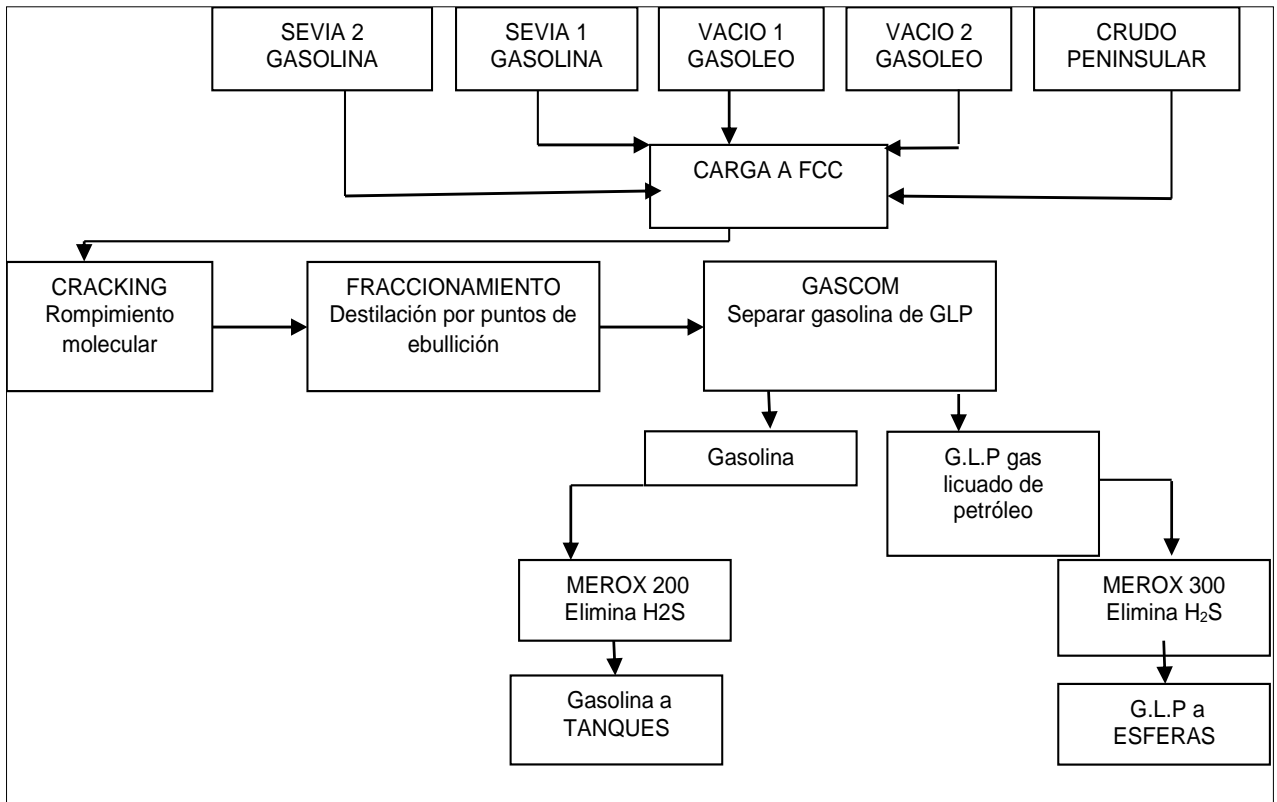 SEVIA 2
GASOLINA
SEVIA 1
GASOLINA
VACIO 1
GASOLEO
VACIO 2
GASOLEO
CRUDO
PENINSULAR
CARGA A FCC
CRACKING
Rompimiento
molecular
FRACCIONAMIENTO
Destilación por puntos de
ebullición
GASCOM
Separar gasolina de GLP
Gasolina
G.L.P gas
licuado de
petróleo
MEROX 200
Elimina H2S
MEROX 300
Elimina H₂S
Gasolina a
TANQUES
G.L.P a
ESFERAS